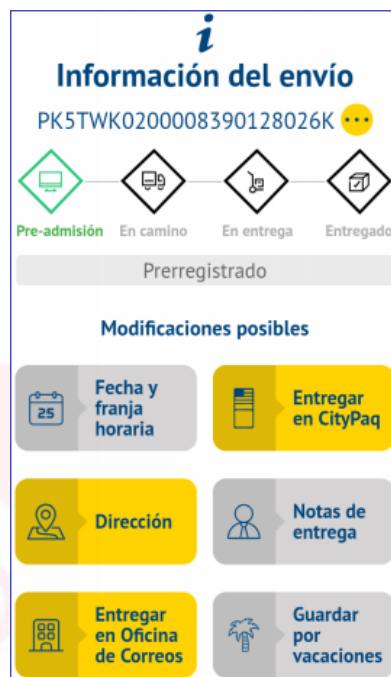 i
Información del envío
PK5TWK0200008390128026K
Pre-admisión En camino En entrega Entregado
Prerregistrado
Modificaciones posibles
25
Fecha y
franja
horaria
Entregar
en CityPaq
Dirección
Notas de
entrega
Entregar
en Oficina
de Correos
Guardar
por
vacaciones